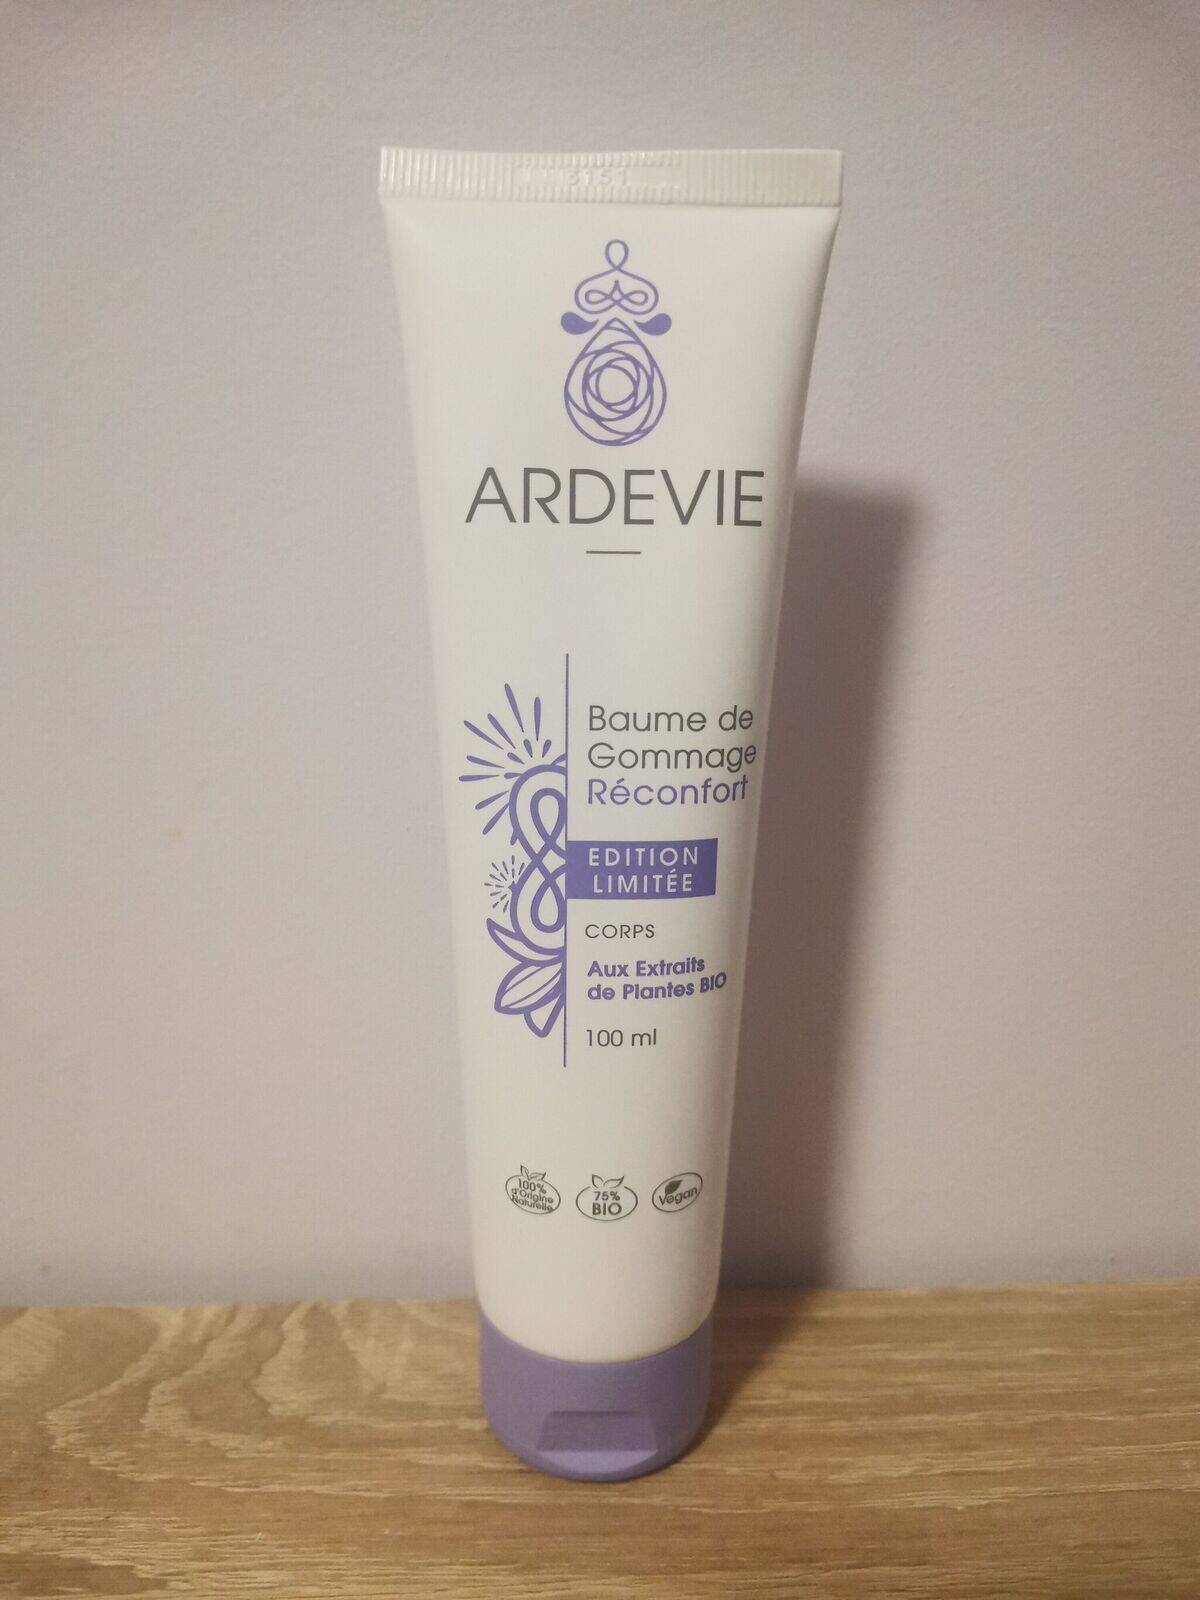 3151
ARDEVIE
Baume de
Gommage
Réconfort
EDITION
LIMITÉE
CORPS
Aux Extraits
de Plantes BIO
100 ml
100%
d'Origine
Naturelle
75%
BIO
Vegan